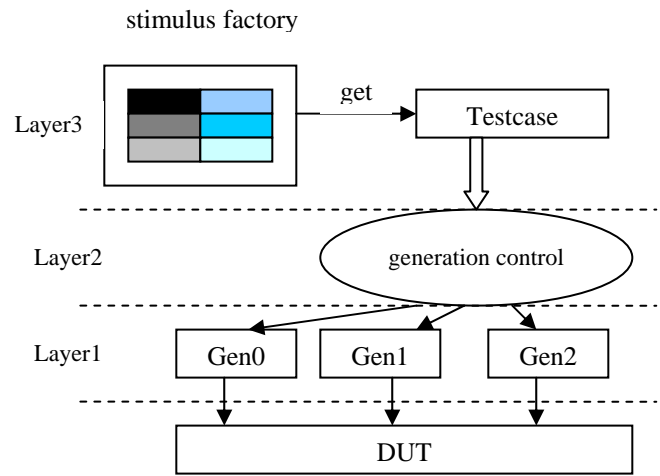 stimulus factory
get
Testcase
Layer3
Layer2
generation control
Layer1
Gen0
Gen1
Gen2
DUT